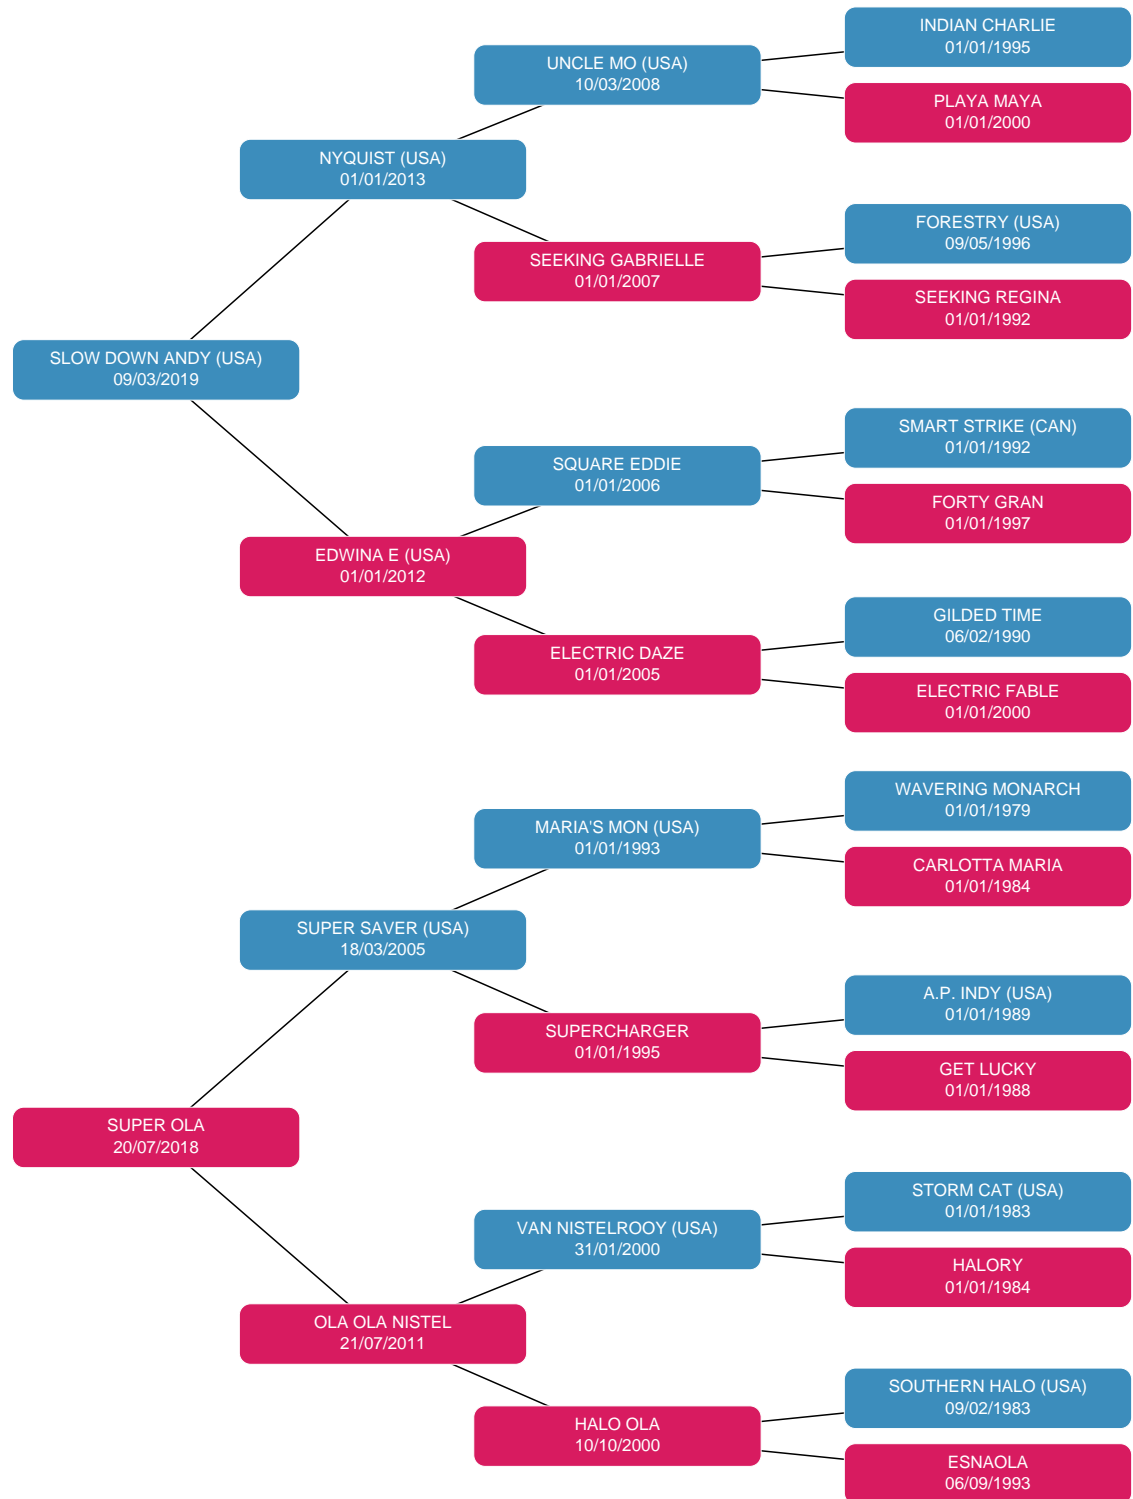 INDIAN CHARLIE
01/01/1995
UNCLE MO (USA)
10/03/2008
PLAYA MAYA
01/01/2000
NYQUIST (USA)
01/01/2013
FORESTRY (USA)
09/05/1996
SEEKING GABRIELLE
01/01/2007
SEEKING REGINA
01/01/1992
SLOW DOWN ANDY (USA)
09/03/2019
SMART STRIKE (CAN)
01/01/1992
SQUARE EDDIE
01/01/2006
FORTY GRAN
01/01/1997
EDWINA E (USA)
01/01/2012
GILDED TIME
06/02/1990
ELECTRIC DAZE
01/01/2005
ELECTRIC FABLE
01/01/2000
WAVERING MONARCH
01/01/1979
MARIA'S MON (USA)
01/01/1993
CARLOTTA MARIA
01/01/1984
SUPER SAVER (USA)
18/03/2005
A.P. INDY (USA)
01/01/1989
SUPERCHARGER
01/01/1995
GET LUCKY
01/01/1988
SUPER OLA
20/07/2018
STORM CAT (USA)
01/01/1983
VAN NISTELROOY (USA)
31/01/2000
HALORY
01/01/1984
OLA OLA NISTEL
21/07/2011
SOUTHERN HALO (USA)
09/02/1983
HALO OLA
10/10/2000
ESNAOLA
06/09/1993